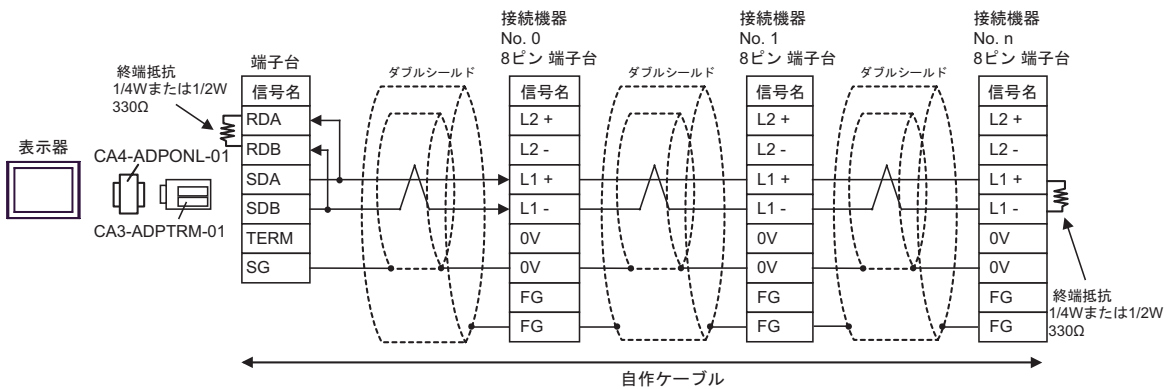 表示器
CA4-ADPONL-01
CA3-ADPTRM-01
終端抵抗
1/4Wまたは1/2W
330Ω
端子台
信号名
RDA
RDB
SDA
SDB
TERM
SG
ダブルシールド
接続機器
No. 0
8ピン 端子台
信号名
L2 +
L2 -
L1 +
L1 -
0V
0V
FG
FG
ダブルシールド
接続機器
No. 1
8ピン 端子台
信号名
L2 +
L2 -
L1 +
L1 -
0V
0V
FG
FG
ダブルシールド
接続機器
No. n
8ピン 端子台
信号名
L2 +
L2 -
L1 +
L1 -
0V
0V
FG
FG
終端抵抗
1/4Wまたは1/2W
330Ω
自作ケーブル